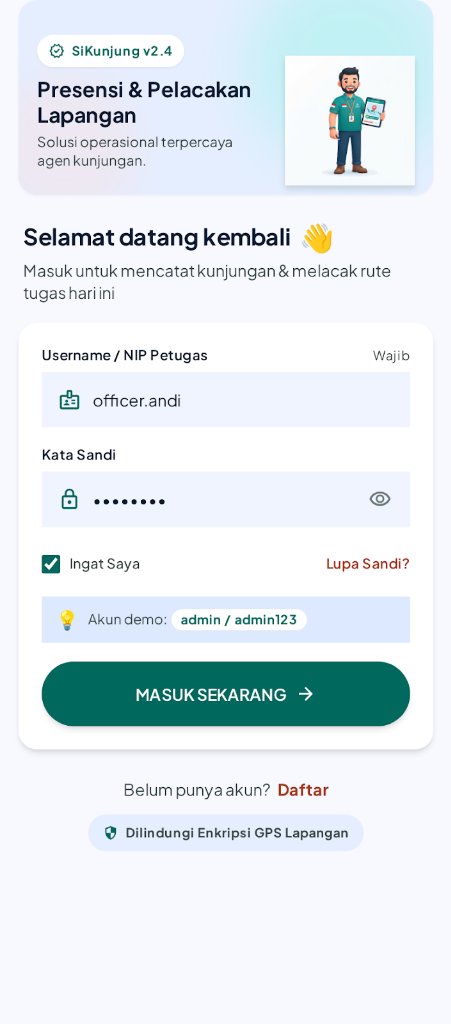 SiKunjung v2.4
Presensi & Pelacakan
Lapangan
Solusi operasional terpercaya
agen kunjungan.
Selamat datang kembali 👋
Masuk untuk mencatat kunjungan & melacak rute
tugas hari ini
Username / NIP Petugas Wajib
officer.andi
Kata Sandi
••••••••
Ingat Saya Lupa Sandi?
💡 Akun demo: admin / admin123
MASUK SEKARANG →
Belum punya akun? Daftar
Dilindungi Enkripsi GPS Lapangan